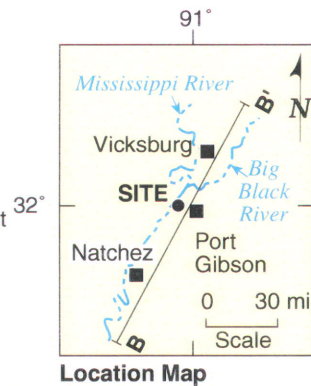 91°
Mississippi River
B'
N
Vicksburg
SITE
Big
Black
River
t 32°
Natchez
Port
Gibson
0 30 mi
Scale
B
Location Map